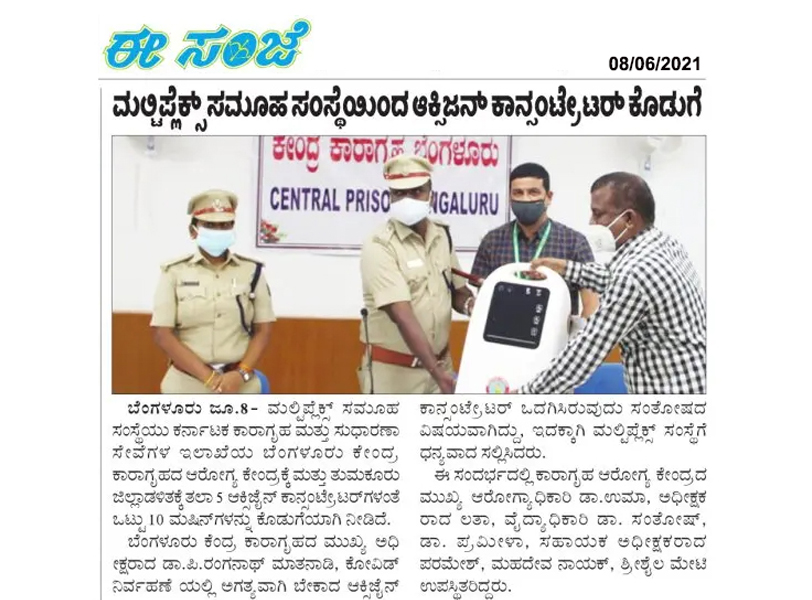 ಈ ಸಂಜೆ
08/06/2021
ಮಲ್ಟಿಪ್ಲೆಕ್ಸ್ ಸಮೂಹ ಸಂಸ್ಥೆಯಿಂದ ಆಕ್ಸಿಜನ್ ಕಾನ್ಸಂಟ್ರೇಟರ್ ಕೊಡುಗೆ
ಕೇಂದ್ರ ಕಾರಾಗೃಹ ಬೆಂಗಳೂರು
CENTRAL PRISO NGALURU
ಬೆಂಗಳೂರು ಜೂ.8- ಮಲ್ಟಿಪ್ಲೆಕ್ಸ್ ಸಮೂಹ
ಸಂಸ್ಥೆಯು ಕರ್ನಾಟಕ ಕಾರಾಗೃಹ ಮತ್ತು ಸುಧಾರಣಾ
ಸೇವೆಗಳ ಇಲಾಖೆಯ ಬೆಂಗಳೂರು ಕೇಂದ್ರ
ಕಾರಾಗೃಹದ ಆರೋಗ್ಯ ಕೇಂದ್ರಕ್ಕೆ ಮತ್ತು ತುಮಕೂರು
ಜಿಲ್ಲಾಡಳಿತಕ್ಕೆ ತಲಾ 5 ಆಕ್ಸಿಜೈನ್ ಕಾನ್ಸಂಟ್ರೇಟರ್‌ಗಳಂತೆ
ಒಟ್ಟು 10 ಮಷಿನ್‌ಗಳನ್ನು ಕೊಡುಗೆಯಾಗಿ ನೀಡಿದೆ.
ಬೆಂಗಳೂರು ಕೆಂದ್ರ ಕಾರಾಗೃಹದ ಮುಖ್ಯ ಅಧಿ
ೀಕ್ಷರಾದ ಡಾ.ಪಿ.ರಂಗನಾಥ್ ಮಾತನಾಡಿ, ಕೋವಿಡ್
ನಿರ್ವಹಣೆ ಯಲ್ಲಿ ಅಗತ್ಯವಾಗಿ ಬೇಕಾದ ಆಕ್ಸಿಜೈನ್
ಕಾನ್ಸಂಟ್ರೇಟರ್ ಒದಗಿಸಿರುವುದು ಸಂತೋಷದ
ವಿಷಯವಾಗಿದ್ದು, ಇದಕ್ಕಾಗಿ ಮಲ್ಟಿಪ್ಲೆಕ್ಸ್ ಸಂಸ್ಥೆಗೆ
ಧನ್ಯವಾದ ಸಲ್ಲಿಸಿದರು.
ಈ ಸಂದರ್ಭದಲ್ಲಿ ಕಾರಾಗೃಹ ಆರೋಗ್ಯ ಕೇಂದ್ರದ
ಮುಖ್ಯ ಆರೋಗ್ಯಾಧಿಕಾರಿ ಡಾ.ಉಮಾ, ಅಧೀಕ್ಷಕ
ರಾದ ಲತಾ, ವೈದ್ಯಾಧಿಕಾರಿ ಡಾ. ಸಂತೋಷ್,
ಡಾ. ಪ್ರಮೀಳಾ, ಸಹಾಯಕ ಅಧೀಕ್ಷಕರಾದ
ಪರಮೇಶ್, ಮಹದೇವ ನಾಯಕ್, ಶ್ರೀಶೈಲ ಮೇಟಿ
ಉಪಸ್ಥಿತರಿದ್ದರು.